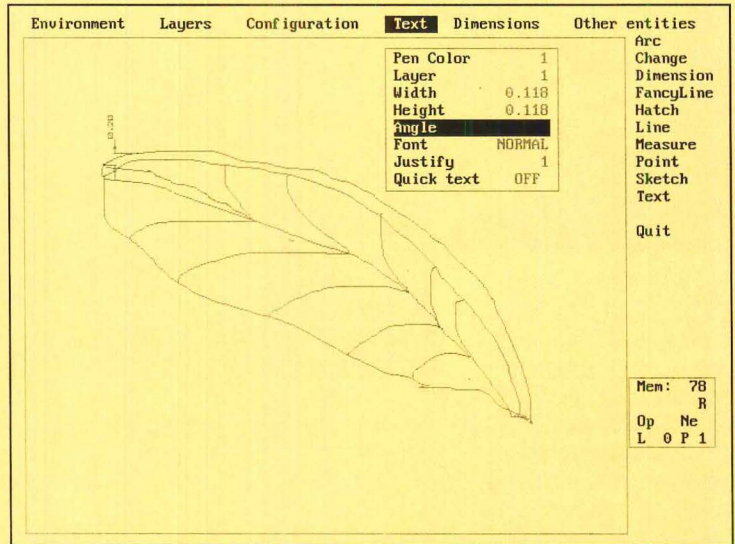 Environment Layers Configuration Text Dimensions Other entities
Pen Color 1
Layer 1
Width 0.118
Height 0.118
Angle
Font NORMAL
Justify 1
Quick text OFF
Arc
Change
Dimension
FancyLine
Hatch
Line
Measure
Point
Sketch
Text
Quit
Mem: 78
R
Op Ne
L 0 P 1